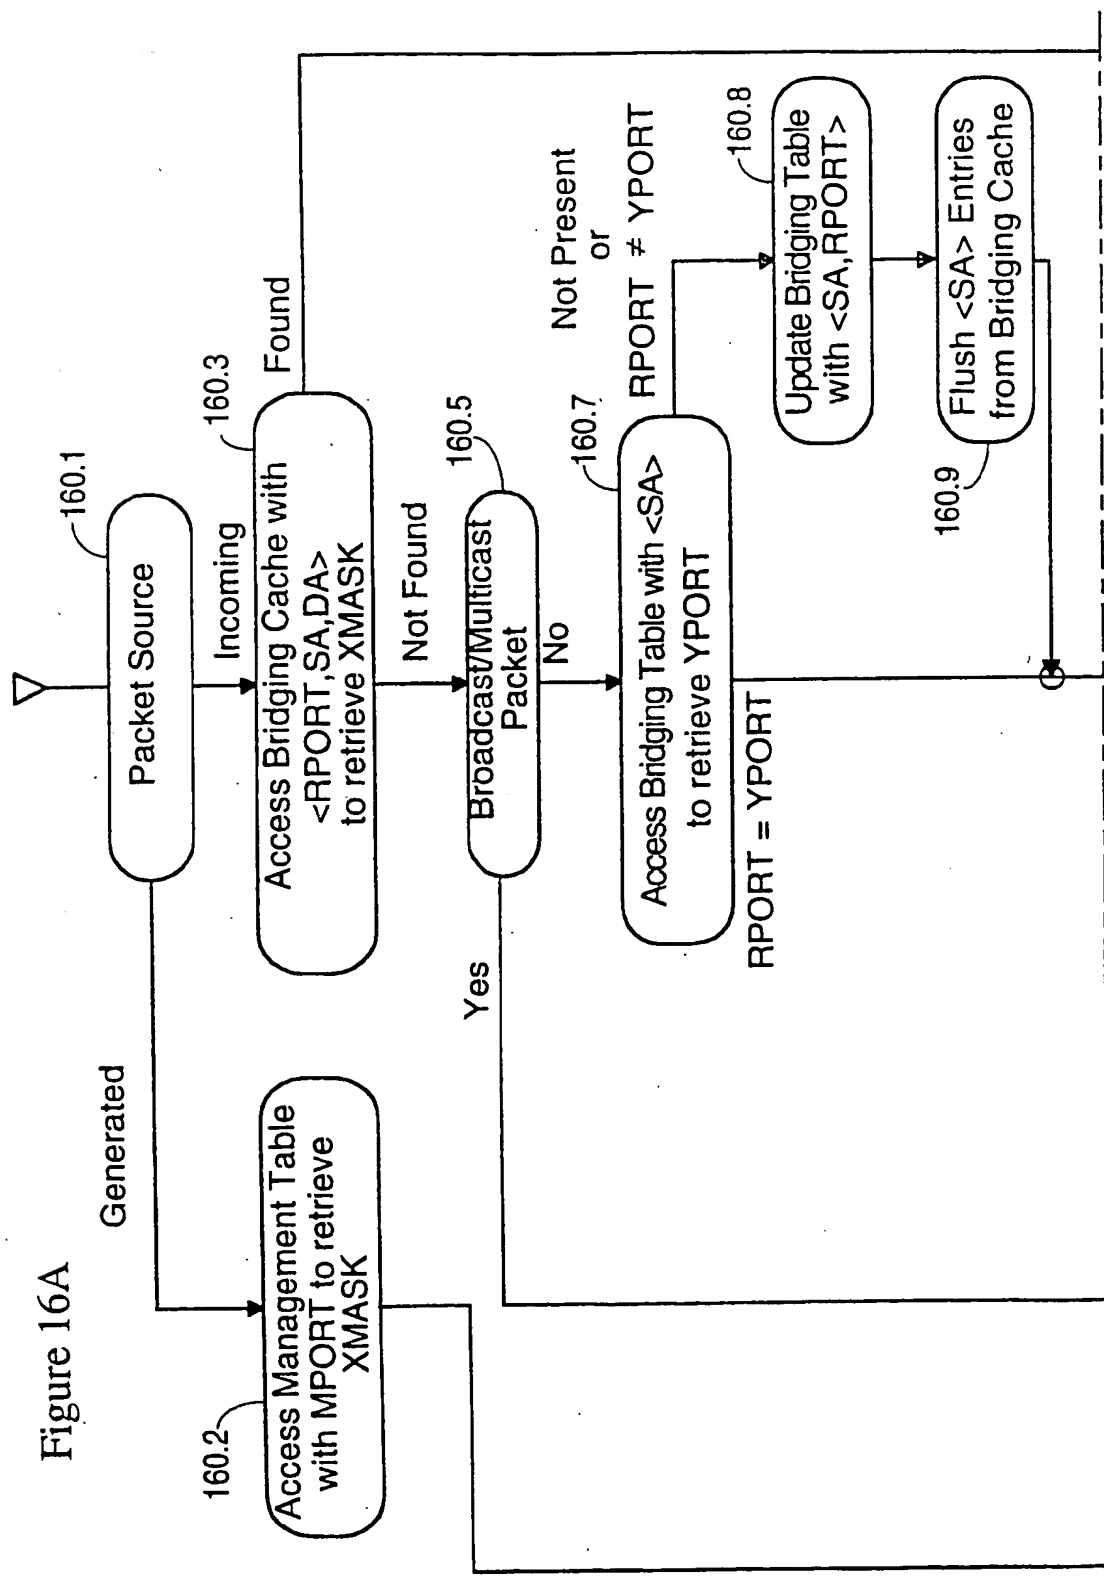 Figure 16A
160.1
Packet Source
Generated
Incoming
160.2
Access Management Table
with MPORT to retrieve
XMASK
160.3
Access Bridging Cache with
<RPORT,SA,DA>
to retrieve XMASK
Found
Not Found
160.5
Broadcast/Multicast
Packet
Yes
No
160.7
Access Bridging Table with <SA>
to retrieve YPORT
RPORT = YPORT
Not Present
or
RPORT ≠ YPORT
160.8
Update Bridging Table
with <SA,RPORT>
160.9
Flush <SA> Entries
from Bridging Cache